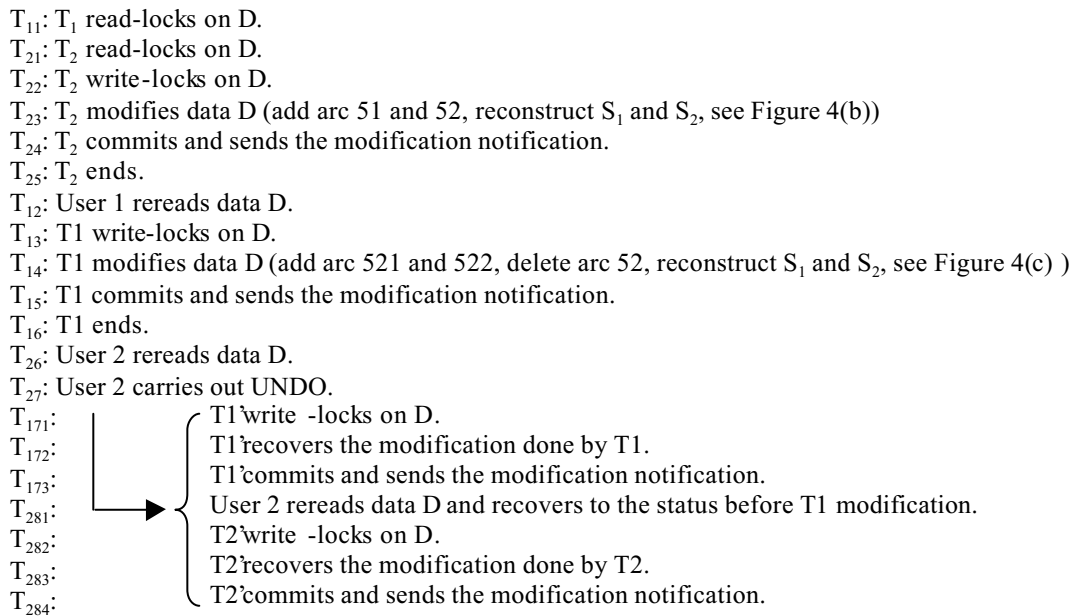 T₁₁: T₁ read-locks on D.
T₂₁: T₂ read-locks on D.
T₂₂: T₂ write-locks on D.
T₂₃: T₂ modifies data D (add arc 51 and 52, reconstruct S₁ and S₂, see Figure 4(b))
T₂₄: T₂ commits and sends the modification notification.
T₂₅: T₂ ends.
T₁₂: User 1 rereads data D.
T₁₃: T1 write-locks on D.
T₁₄: T1 modifies data D (add arc 521 and 522, delete arc 52, reconstruct S₁ and S₂, see Figure 4(c) )
T₁₅: T1 commits and sends the modification notification.
T₁₆: T1 ends.
T₂₆: User 2 rereads data D.
T₂₇: User 2 carries out UNDO.
T₁₇₁: T1’write -locks on D.
T₁₇₂: T1’recovers the modification done by T1.
T₁₇₃: T1’commits and sends the modification notification.
T₂₈₁: User 2 rereads data D and recovers to the status before T1 modification.
T₂₈₂: T2’write -locks on D.
T₂₈₃: T2’recovers the modification done by T2.
T₂₈₄: T2’commits and sends the modification notification.